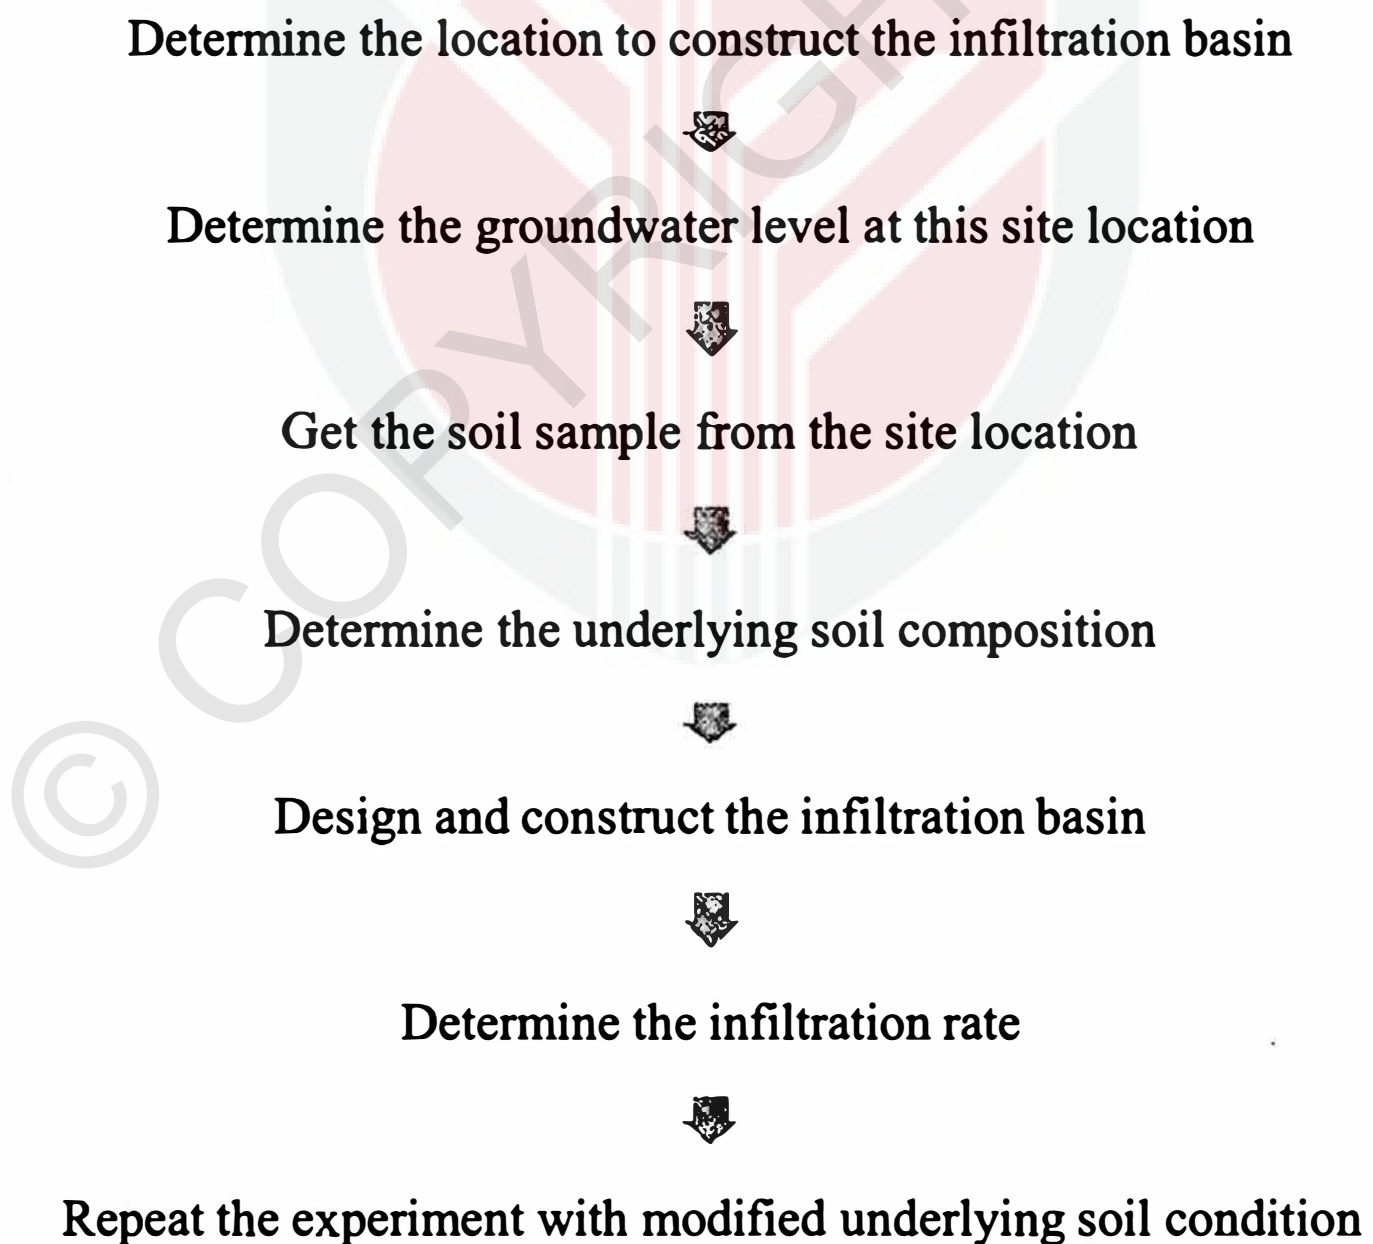 Determine the location to construct the infiltration basin
Determine the groundwater level at this site location
Get the soil sample from the site location
Determine the underlying soil composition
Design and construct the infiltration basin
Determine the infiltration rate
Repeat the experiment with modified underlying soil condition
© COPYRIGH